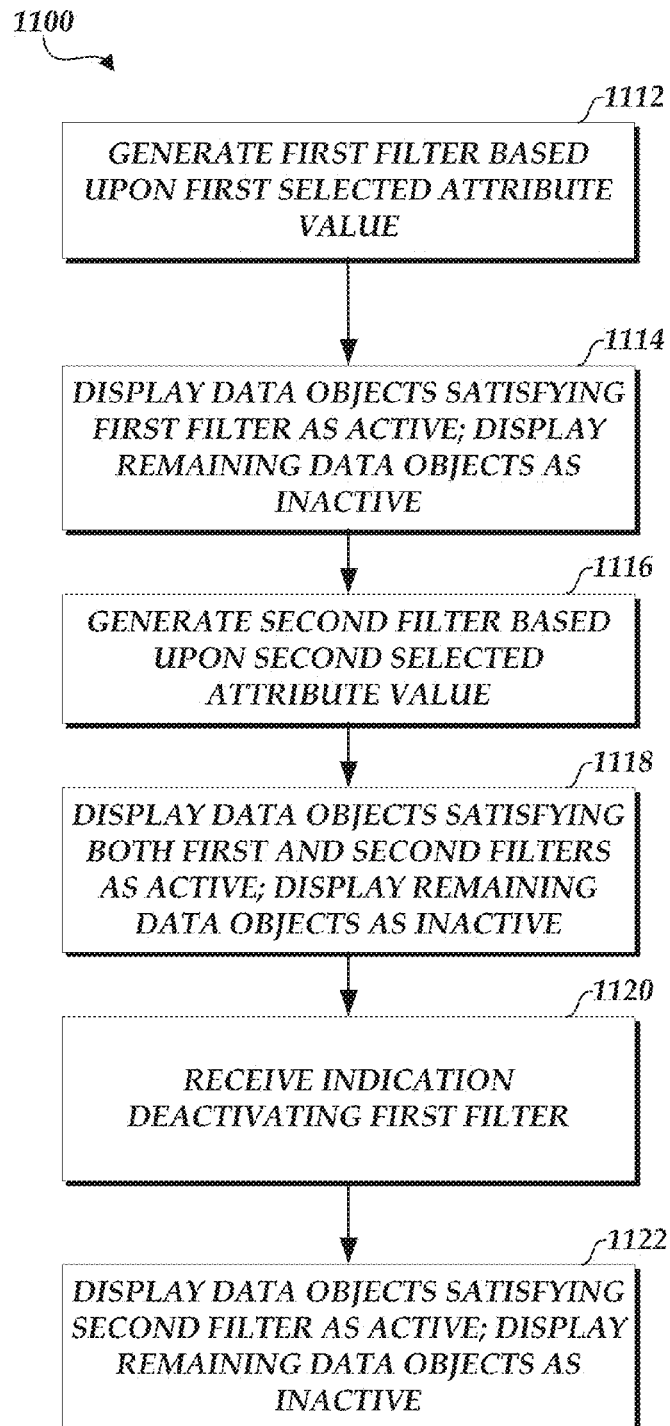 1100
1112
GENERATE FIRST FILTER BASED
UPON FIRST SELECTED ATTRIBUTE
VALUE
1114
DISPLAY DATA OBJECTS SATISFYING
FIRST FILTER AS ACTIVE; DISPLAY
REMAINING DATA OBJECTS AS
INACTIVE
1116
GENERATE SECOND FILTER BASED
UPON SECOND SELECTED
ATTRIBUTE VALUE
1118
DISPLAY DATA OBJECTS SATISFYING
BOTH FIRST AND SECOND FILTERS
AS ACTIVE; DISPLAY REMAINING
DATA OBJECTS AS INACTIVE
1120
RECEIVE INDICATION
DEACTIVATING FIRST FILTER
1122
DISPLAY DATA OBJECTS SATISFYING
SECOND FILTER AS ACTIVE; DISPLAY
REMAINING DATA OBJECTS AS
INACTIVE